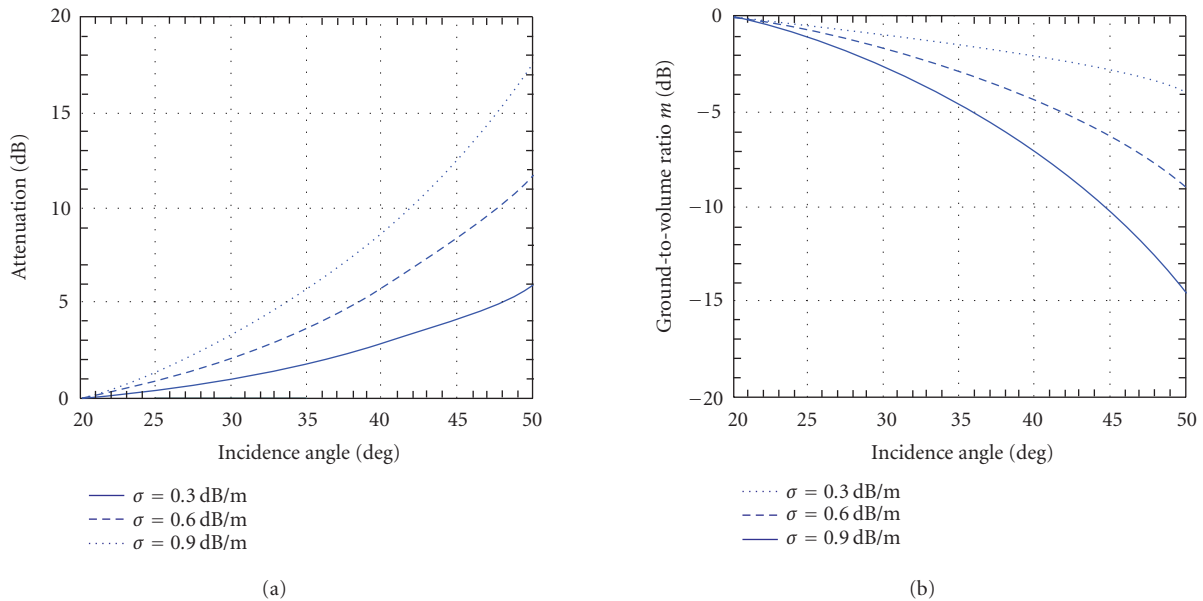 20
15
10
5
0
Attenuation (dB)
20 25 30 35 40 45 50
Incidence angle (deg)
σ = 0.3 dB/m
σ = 0.6 dB/m
σ = 0.9 dB/m
(a)
0
−5
−10
−15
−20
Ground-to-volume ratio m (dB)
20 25 30 35 40 45 50
Incidence angle (deg)
σ = 0.3 dB/m
σ = 0.6 dB/m
σ = 0.9 dB/m
(b)